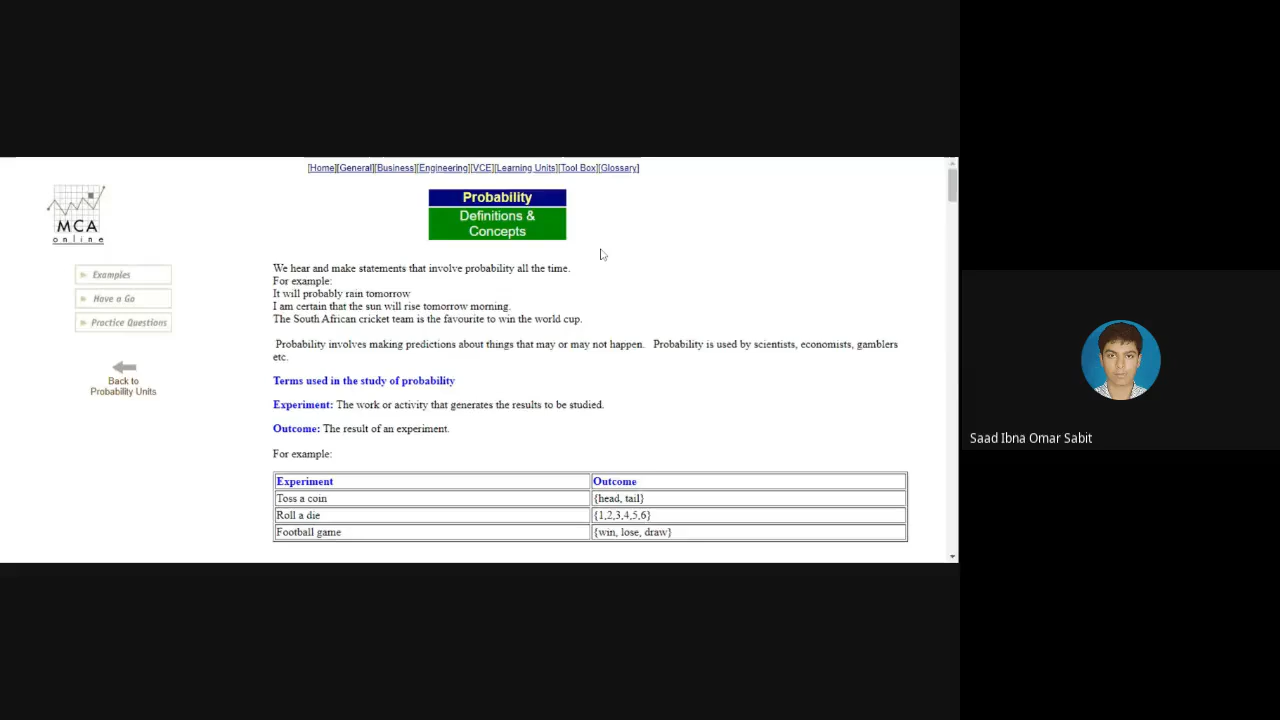 [Home][General][Business][Engineering][VCE][Learning Units][Tool Box][Glossary]
MCA
online
Probability
Definitions &
Concepts
Examples
Have a Go
Practice Questions
Back to
Probability Units
We hear and make statements that involve probability all the time.
For example:
It will probably rain tomorrow
I am certain that the sun will rise tomorrow morning.
The South African cricket team is the favourite to win the world cup.
Probability involves making predictions about things that may or may not happen. Probability is used by scientists, economists, gamblers
etc.
Terms used in the study of probability
Experiment: The work or activity that generates the results to be studied.
Outcome: The result of an experiment.
For example:
Experiment Outcome
Toss a coin {head, tail}
Roll a die {1,2,3,4,5,6}
Football game {win, lose, draw}
Saad Ibna Omar Sabit